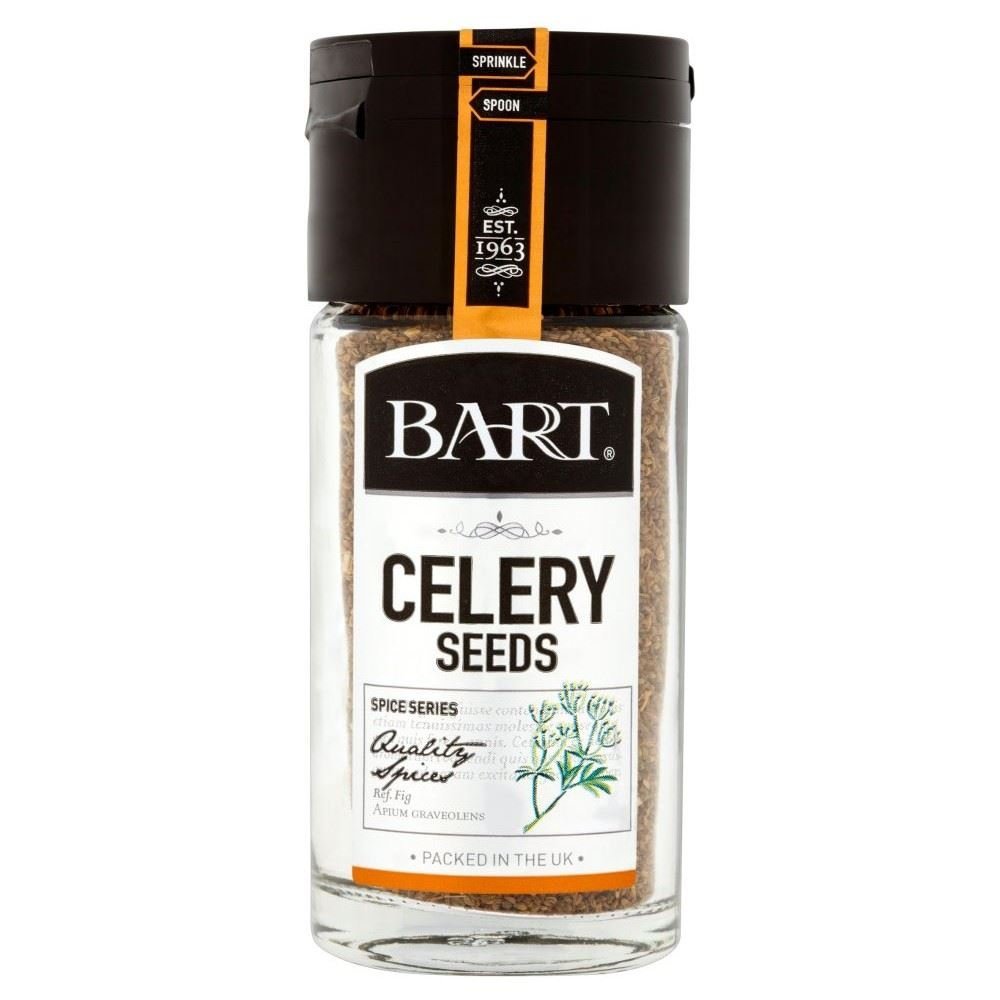 SPRINKLE
SPOON
EST.
1963
BART®
CELERY
SEEDS
SPICE SERIES
Quality
Spices
Ref. Fig
APIUM GRAVEOLENS
• PACKED IN THE UK •